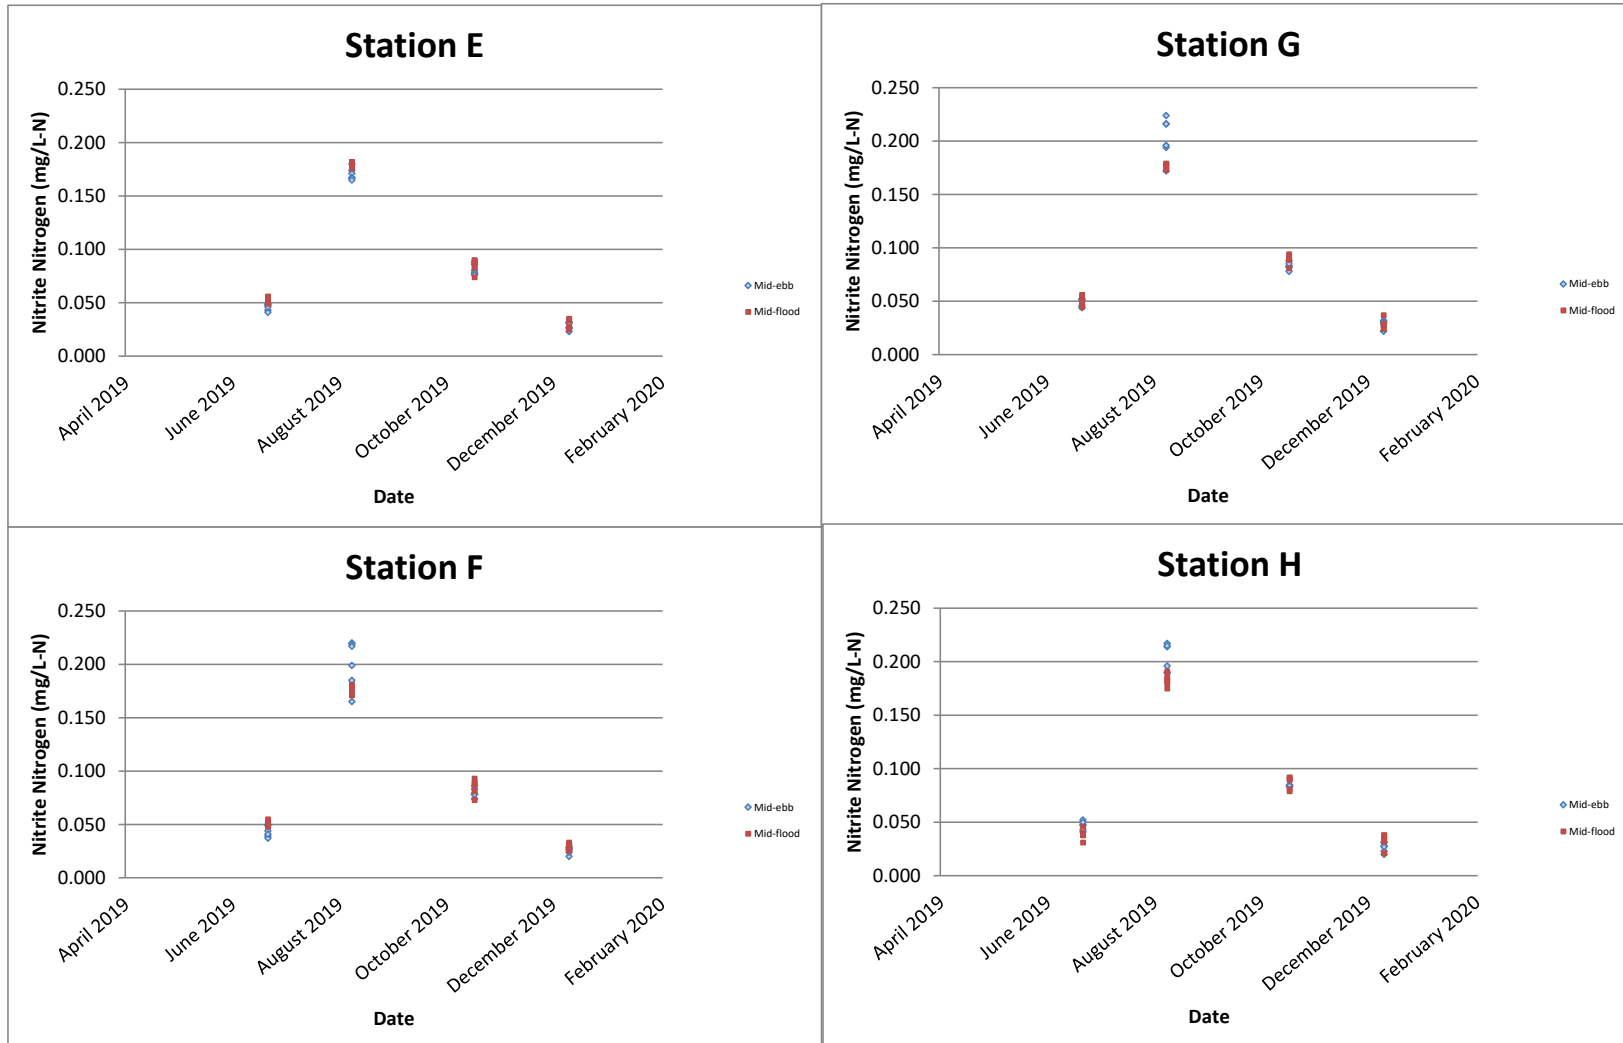 Station E
Nitrite Nitrogen (mg/L-N)
0.250
0.200
0.150
0.100
0.050
0.000
April 2019
June 2019
August 2019
October 2019
December 2019
February 2020
Date
Mid-ebb
Mid-flood
Station G
Nitrite Nitrogen (mg/L-N)
0.250
0.200
0.150
0.100
0.050
0.000
April 2019
June 2019
August 2019
October 2019
December 2019
February 2020
Date
Mid-ebb
Mid-flood
Station F
Nitrite Nitrogen (mg/L-N)
0.250
0.200
0.150
0.100
0.050
0.000
April 2019
June 2019
August 2019
October 2019
December 2019
February 2020
Date
Mid-ebb
Mid-flood
Station H
Nitrite Nitrogen (mg/L-N)
0.250
0.200
0.150
0.100
0.050
0.000
April 2019
June 2019
August 2019
October 2019
December 2019
February 2020
Date
Mid-ebb
Mid-flood